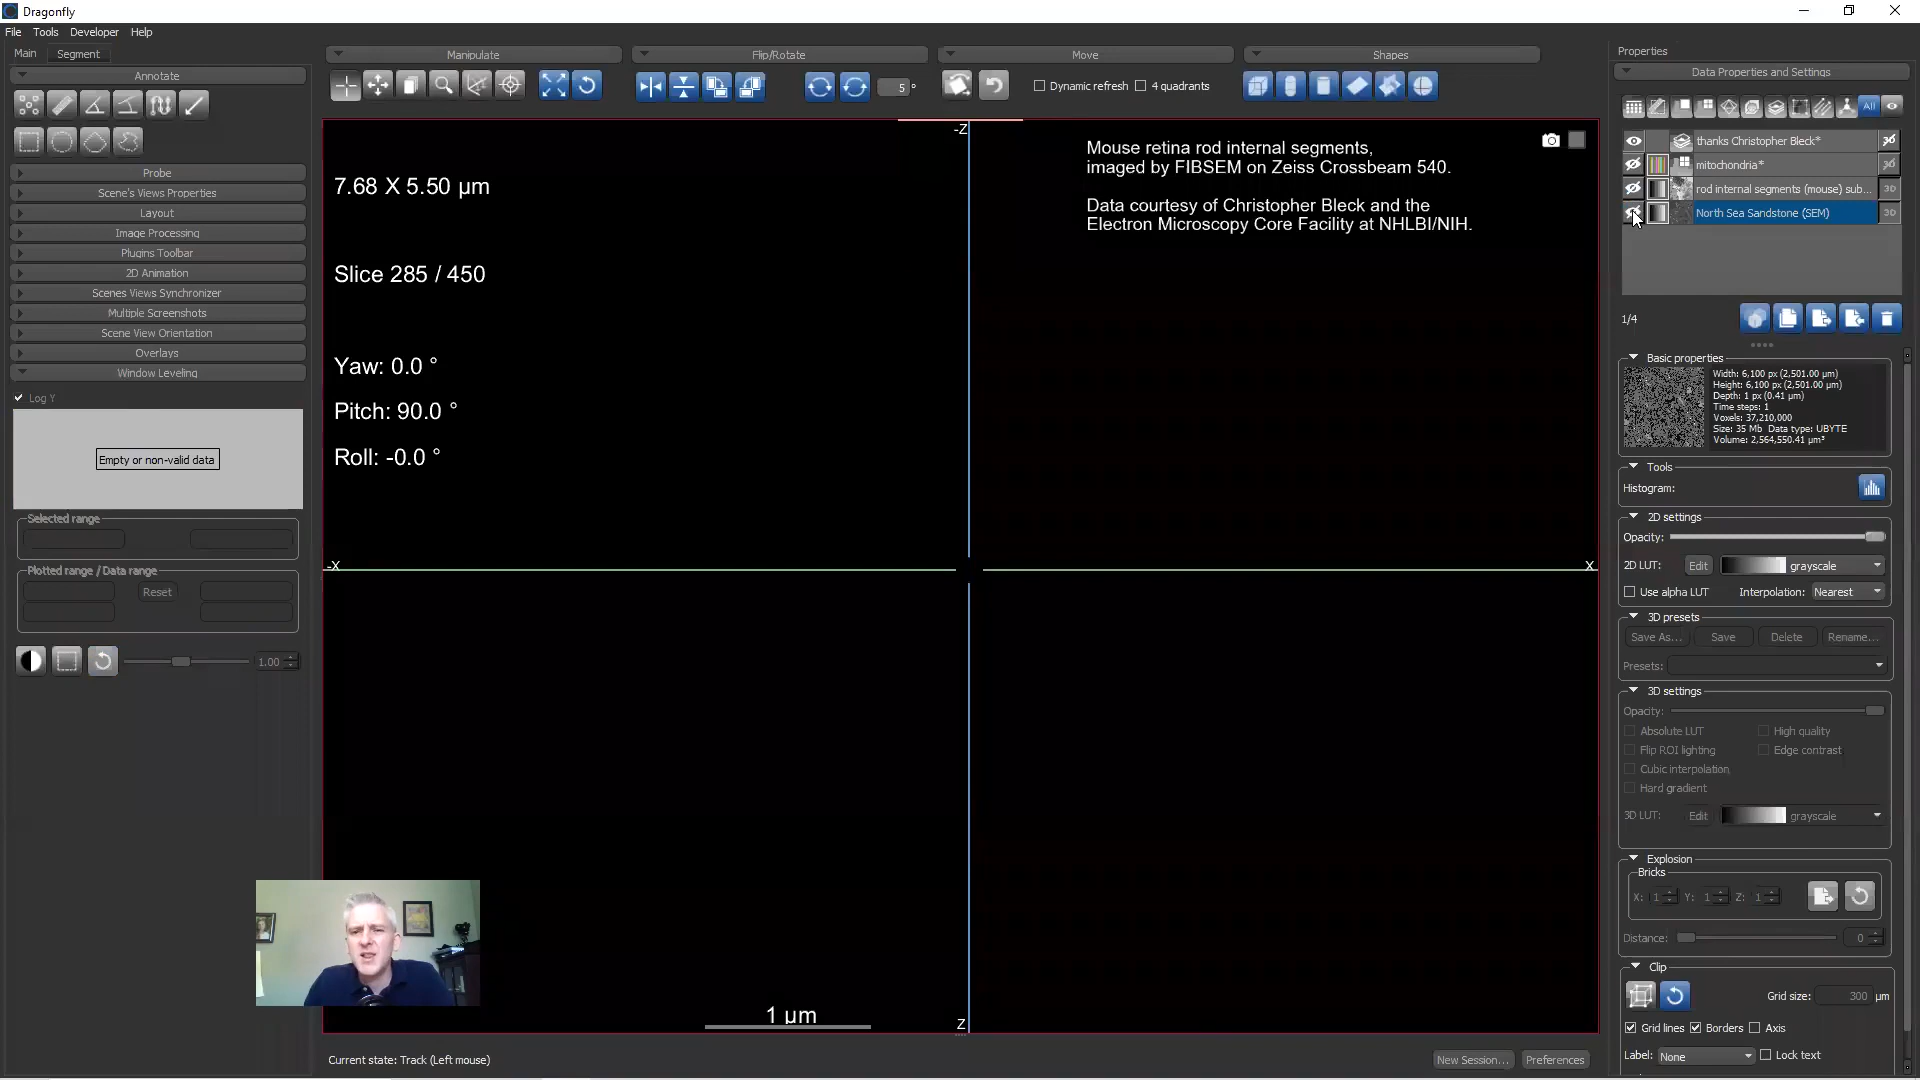 Dragonfly
File Tools Developer Help
Main Segment
Annotate
Probe
Scene's Views Properties
Layout
Image Processing
Plugins Toolbar
2D Animation
Scenes Views Synchronizer
Multiple Screenshots
Scene View Orientation
Overlays
Window Leveling
Log Y
Empty or non-valid data
Selected range
Plotted range / Data range
Reset
1.00
Manipulate
Flip/Rotate
Move
Shapes
5 °
Dynamic refresh
4 quadrants
-Z
7.68 X 5.50 µm
Slice 285 / 450
Yaw: 0.0 °
Pitch: 90.0 °
Roll: -0.0 °
Mouse retina rod internal segments,
imaged by FIBSEM on Zeiss Crossbeam 540.
Data courtesy of Christopher Bleck and the
Electron Microscopy Core Facility at NHLBI/NIH.
-X
X
1 µm
Z
Current state: Track (Left mouse)
New Session...
Preferences
Properties
Data Properties and Settings
All
thanks Christopher Bleck*
mitochondria*
rod internal segments (mouse) sub... 3D
North Sea Sandstone (SEM) 3D
1/4
Basic properties
Width: 6,100 px (2,501.00 µm)
Height: 6,100 px (2,501.00 µm)
Depth: 1 px (0.41 µm)
Time steps: 1
Voxels: 37,210,000
Size: 35 Mb Data type: UBYTE
Volume: 2,564,550.41 µm³
Tools
Histogram:
2D settings
Opacity:
2D LUT: Edit grayscale
Use alpha LUT Interpolation: Nearest
3D presets
Save As... Save Delete Rename...
Presets:
3D settings
Opacity:
Absolute LUT High quality
Flip ROI lighting Edge contrast
Cubic interpolation
Hard gradient
3D LUT: Edit grayscale
Explosion
Bricks
X: 1 Y: 1 Z: 1
Distance: 0
Clip
Grid size: 300 µm
Grid lines Borders Axis
Label: None Lock text